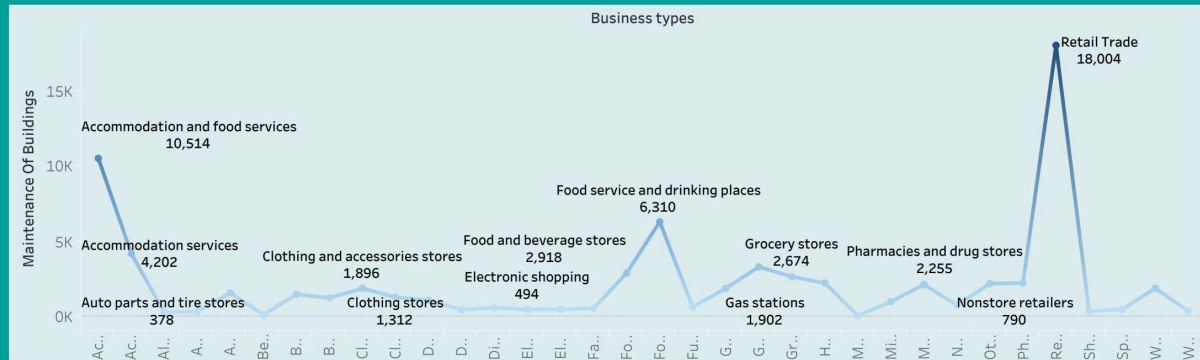 Business types
Maintenance Of Buildings
15K
10K
5K
0K
Accommodation and food services
10,514
Accommodation services
4,202
Auto parts and tire stores
378
Clothing and accessories stores
1,896
Clothing stores
1,312
Food and beverage stores
2,918
Electronic shopping
494
Food service and drinking places
6,310
Grocery stores
2,674
Gas stations
1,902
Pharmacies and drug stores
2,255
Nonstore retailers
790
Retail Trade
18,004
Ac..
Ac..
Al..
A..
A..
Be..
B..
B..
Cl..
Cl..
D..
D..
Di..
El..
El..
Fa..
Fo..
Fo..
Fu..
G..
G..
Gr..
H..
M..
Mi..
M..
N..
Ot..
Ph..
Re..
Sh..
Sp..
W..
W..